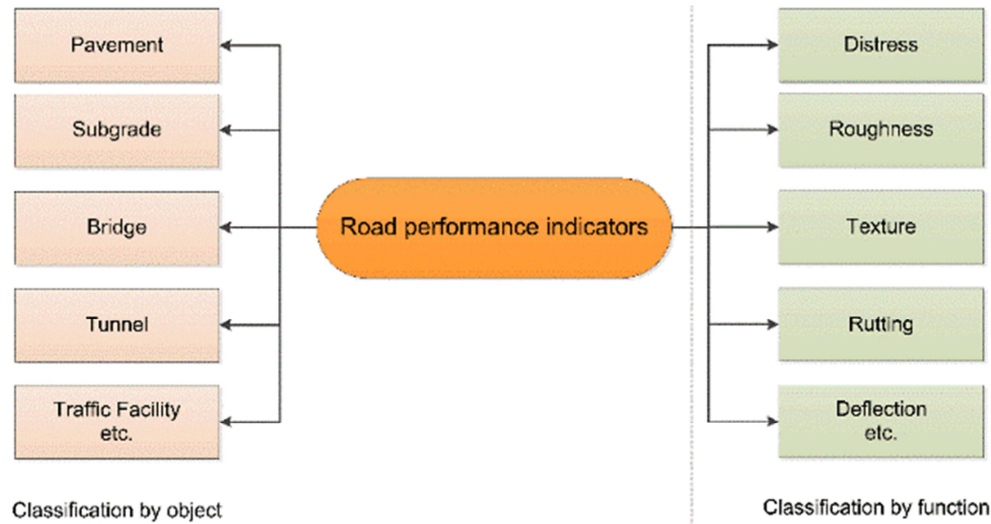 Pavement
Subgrade
Bridge
Tunnel
Traffic Facility
etc.
Classification by object
Road performance indicators
Distress
Roughness
Texture
Rutting
Deflection
etc.
Classification by function